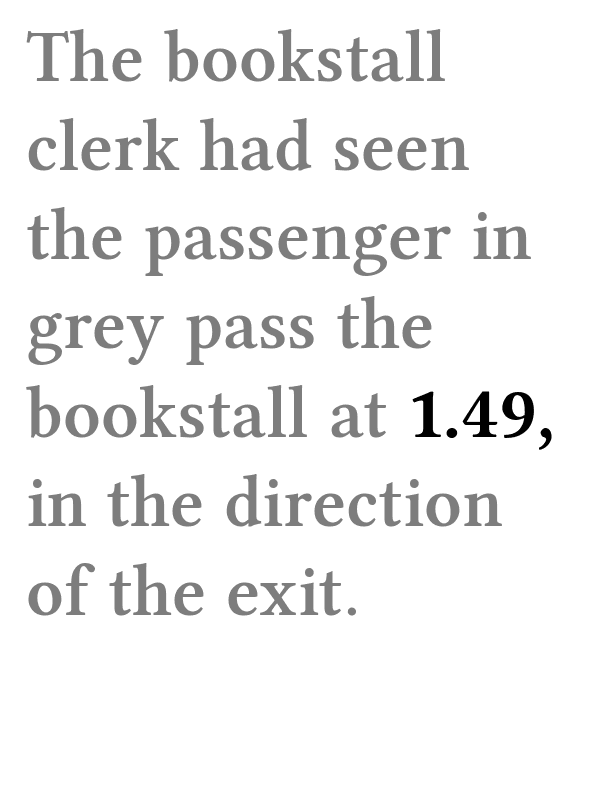 The bookstall
clerk had seen
the passenger in
grey pass the
bookstall at 1.49,
in the direction
of the exit.